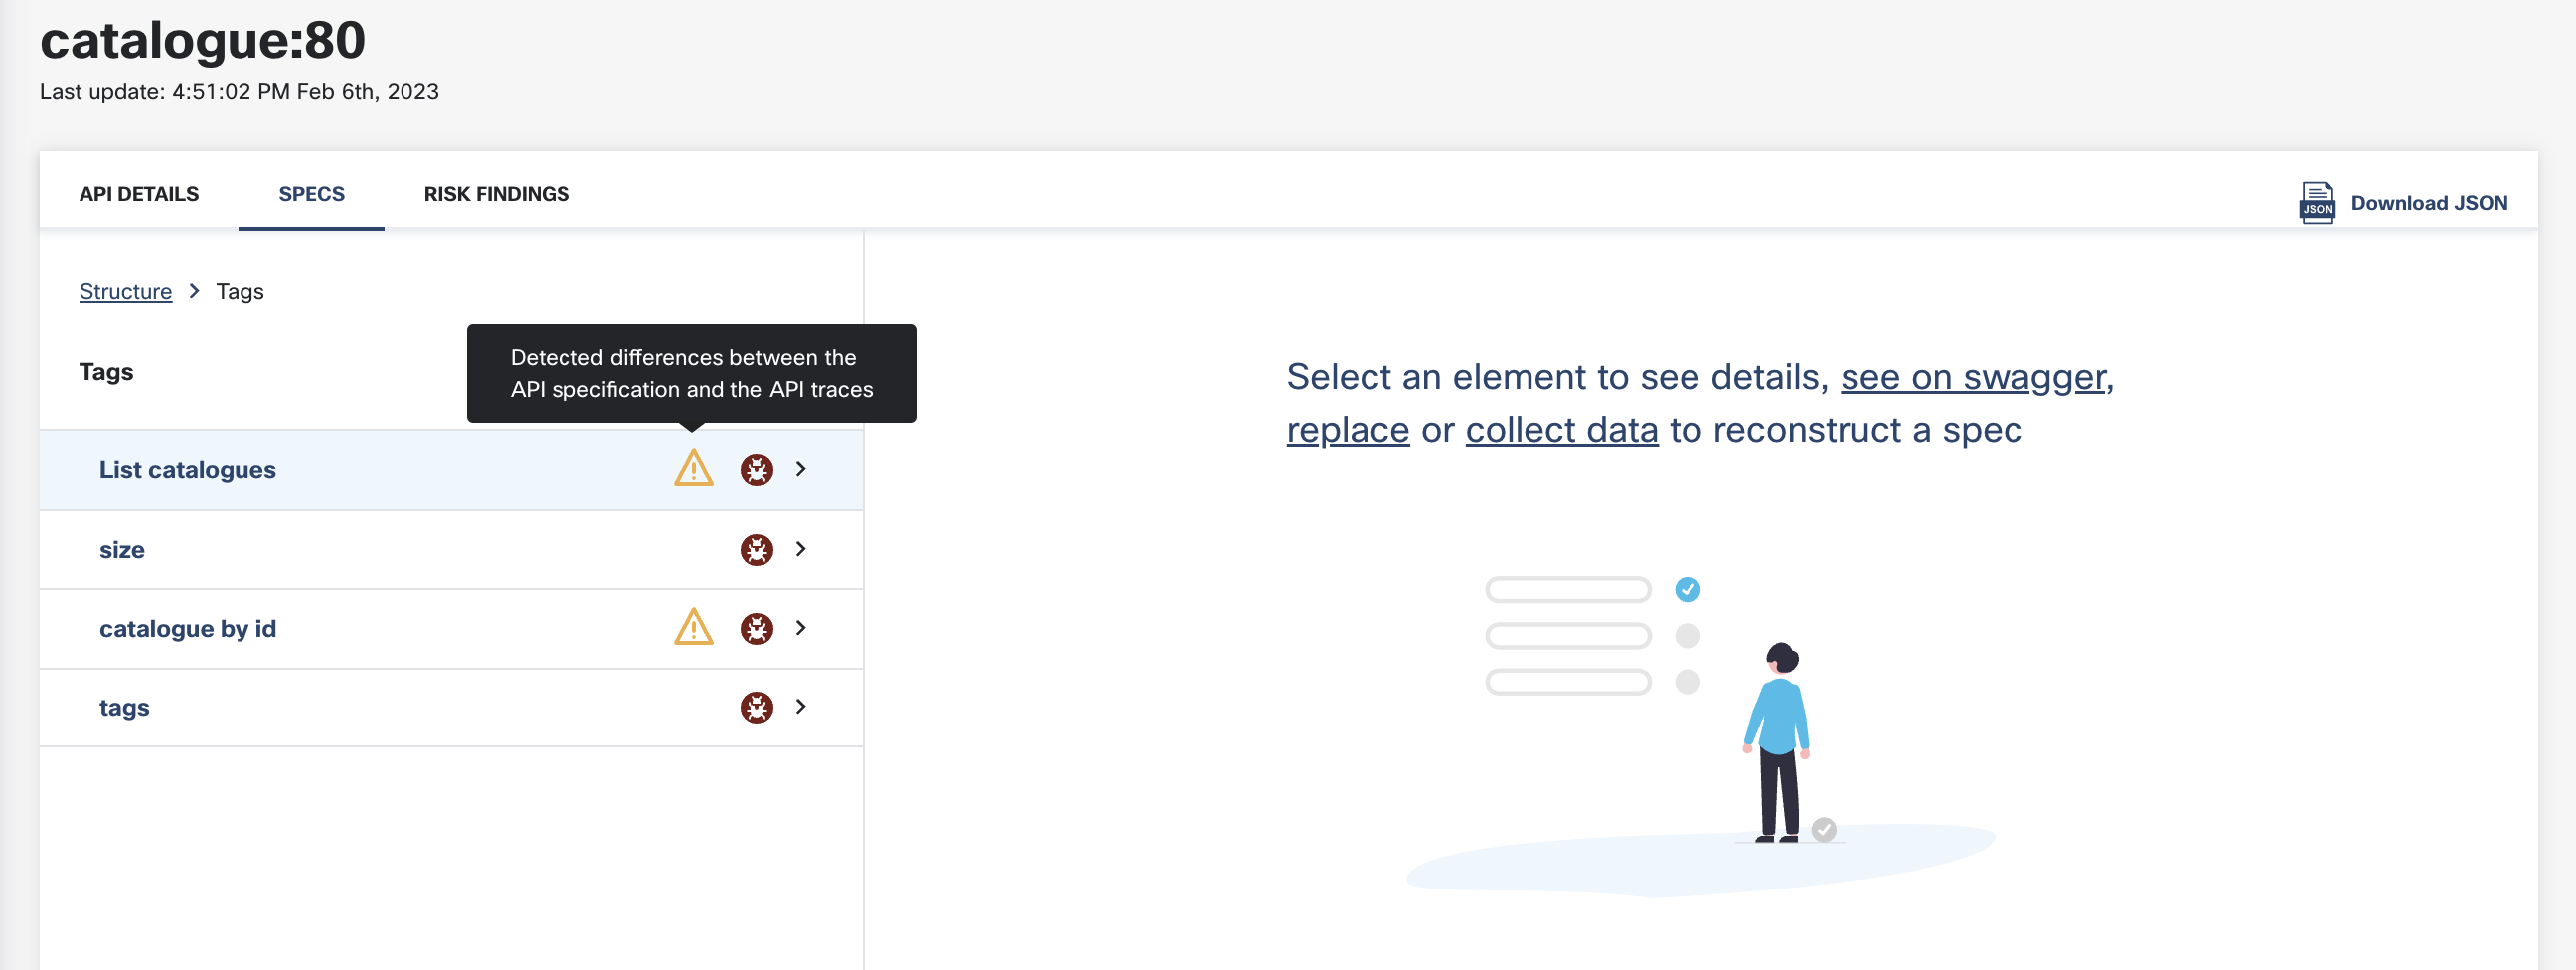 catalogue:80
Last update: 4:51:02 PM Feb 6th, 2023
API DETAILS
SPECS
RISK FINDINGS
JSON
Download JSON
Structure > Tags
Tags
Detected differences between the
API specification and the API traces
List catalogues
size
catalogue by id
tags
Select an element to see details, see on swagger,
replace or collect data to reconstruct a spec